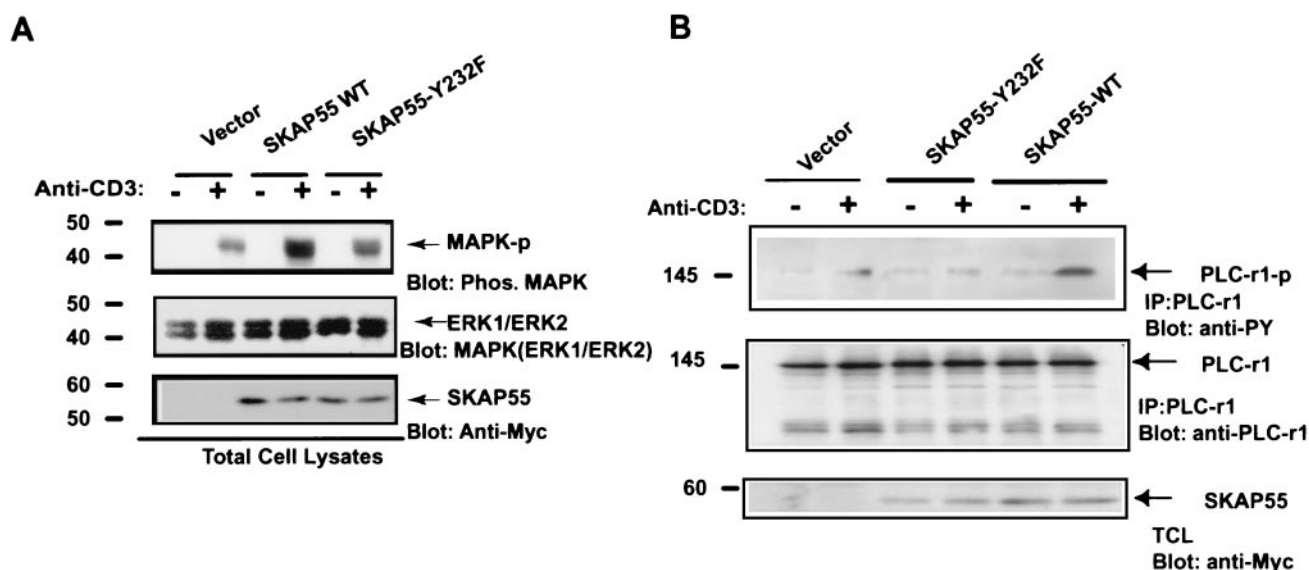 A
Vector
SKAP55 WT
SKAP55-Y232F
Anti-CD3: - + - + - +
50
40
MAPK-p
Blot: Phos. MAPK
50
40
ERK1/ERK2
Blot: MAPK(ERK1/ERK2)
60
50
SKAP55
Blot: Anti-Myc
Total Cell Lysates
B
Vector
SKAP55-Y232F
SKAP55-WT
Anti-CD3: - + - + - +
145
PLC-r1-p
IP:PLC-r1
Blot: anti-PY
145
PLC-r1
IP:PLC-r1
Blot: anti-PLC-r1
60
SKAP55
TCL
Blot: anti-Myc